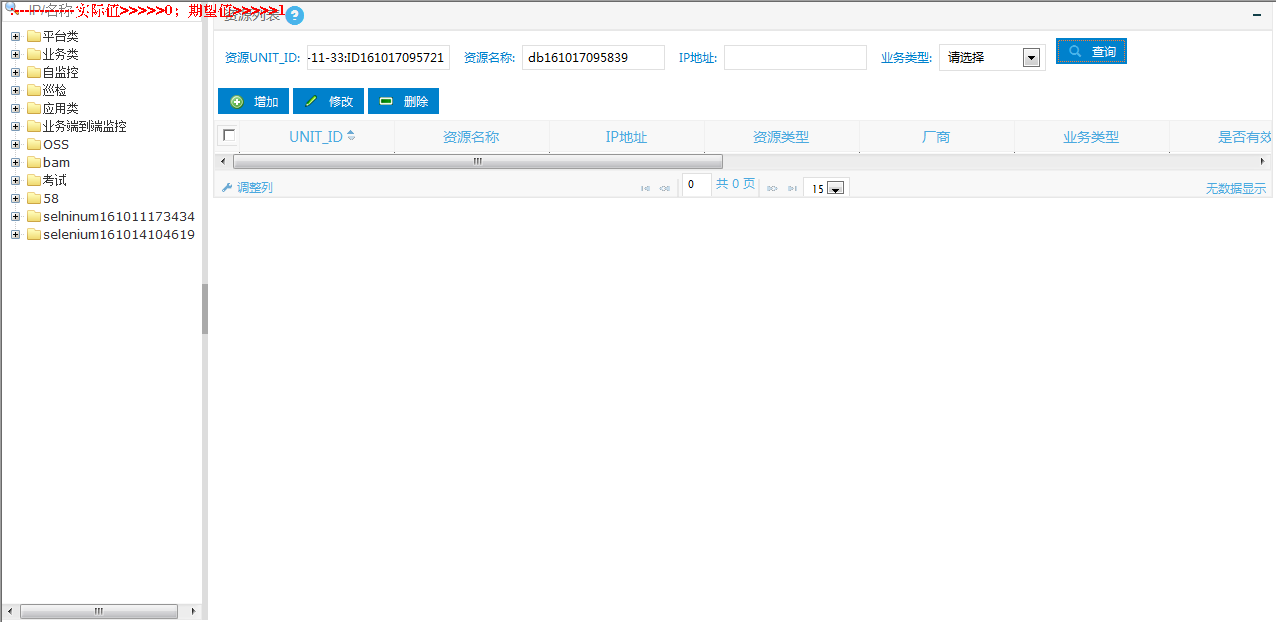 IP/名称
----------实际值>>>>>0；期望值>>>>>1
资源列表 ?
平台类
业务类
自监控
巡检
应用类
业务端到端监控
OSS
bam
考试
58
selninum161011173434
selenium161014104619
资源UNIT_ID: -11-33:ID161017095721 资源名称: db161017095839 IP地址: 业务类型: 请选择 查询
增加 修改 删除
UNIT_ID 资源名称 IP地址 资源类型 厂商 业务类型 是否有效
调整列 0 共 0 页 15 无数据显示